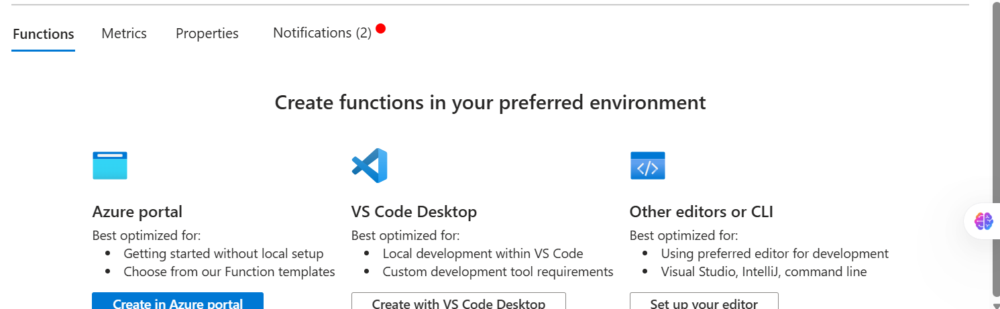 Functions Metrics Properties Notifications (2)
Create functions in your preferred environment
Azure portal
Best optimized for:
• Getting started without local setup
• Choose from our Function templates
Create in Azure portal
VS Code Desktop
Best optimized for:
• Local development within VS Code
• Custom development tool requirements
Create with VS Code Desktop
</>
Other editors or CLI
Best optimized for:
• Using preferred editor for development
• Visual Studio, IntelliJ, command line
Set up your editor